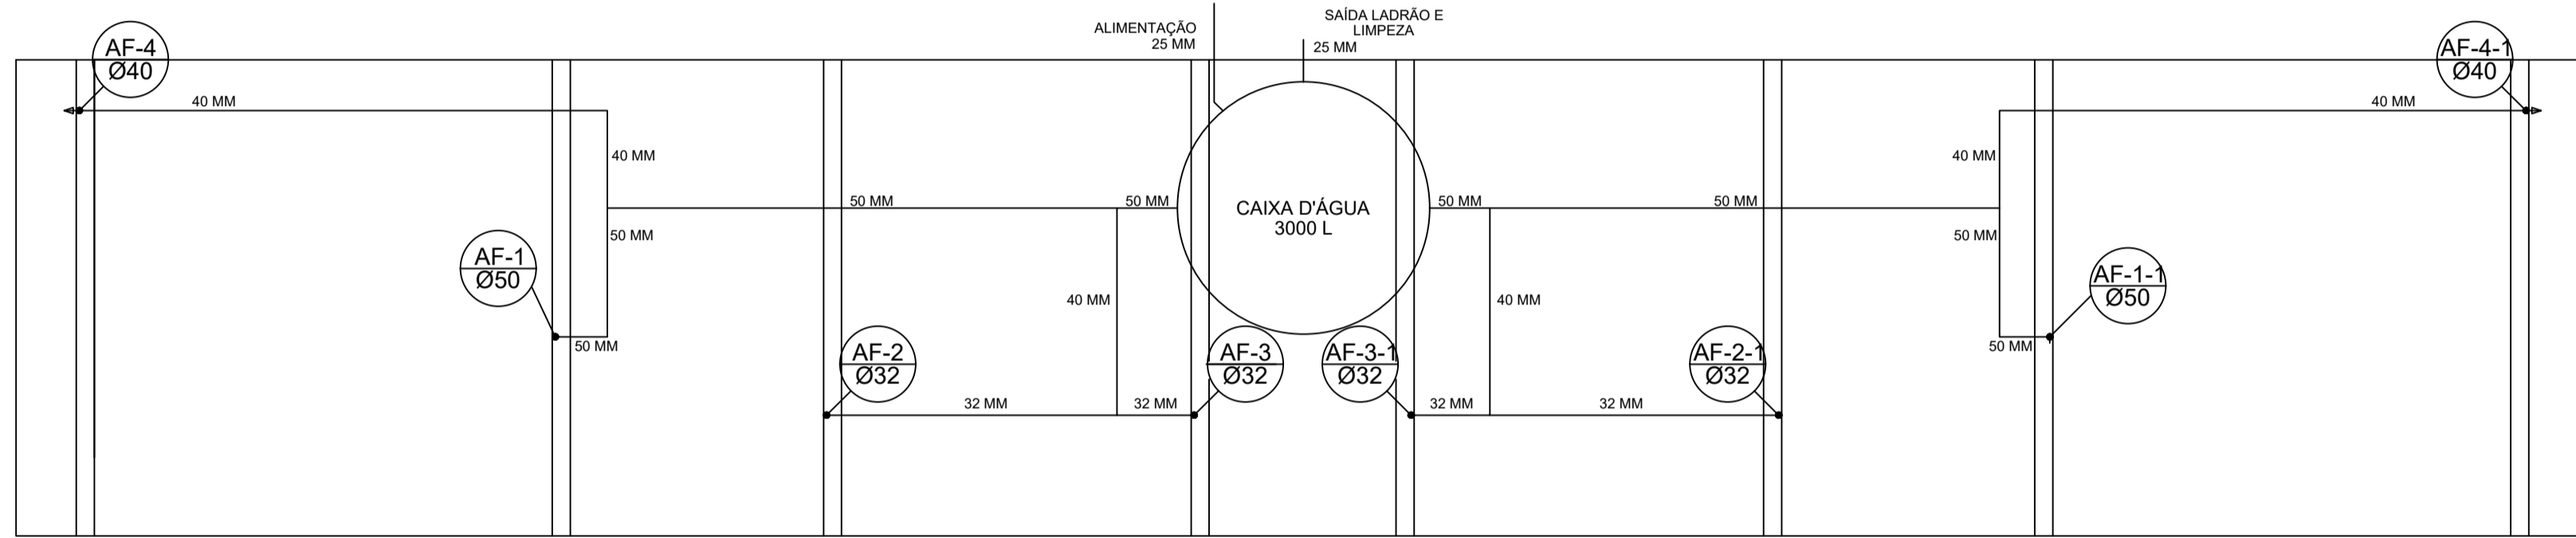 SAÍDA LADRÃO E
LIMPEZA
25 MM
ALIMENTAÇÃO
25 MM
AF-4
Ø40
AF-4-1
Ø40
40 MM
40 MM
40 MM
40 MM
50 MM
50 MM
50 MM
50 MM
CAIXA D'ÁGUA
3000 L
50 MM
50 MM
AF-1
Ø50
AF-1-1
Ø50
40 MM
40 MM
50 MM
50 MM
AF-2
Ø32
AF-3
Ø32
AF-3-1
Ø32
AF-2-1
Ø32
32 MM
32 MM
32 MM
32 MM